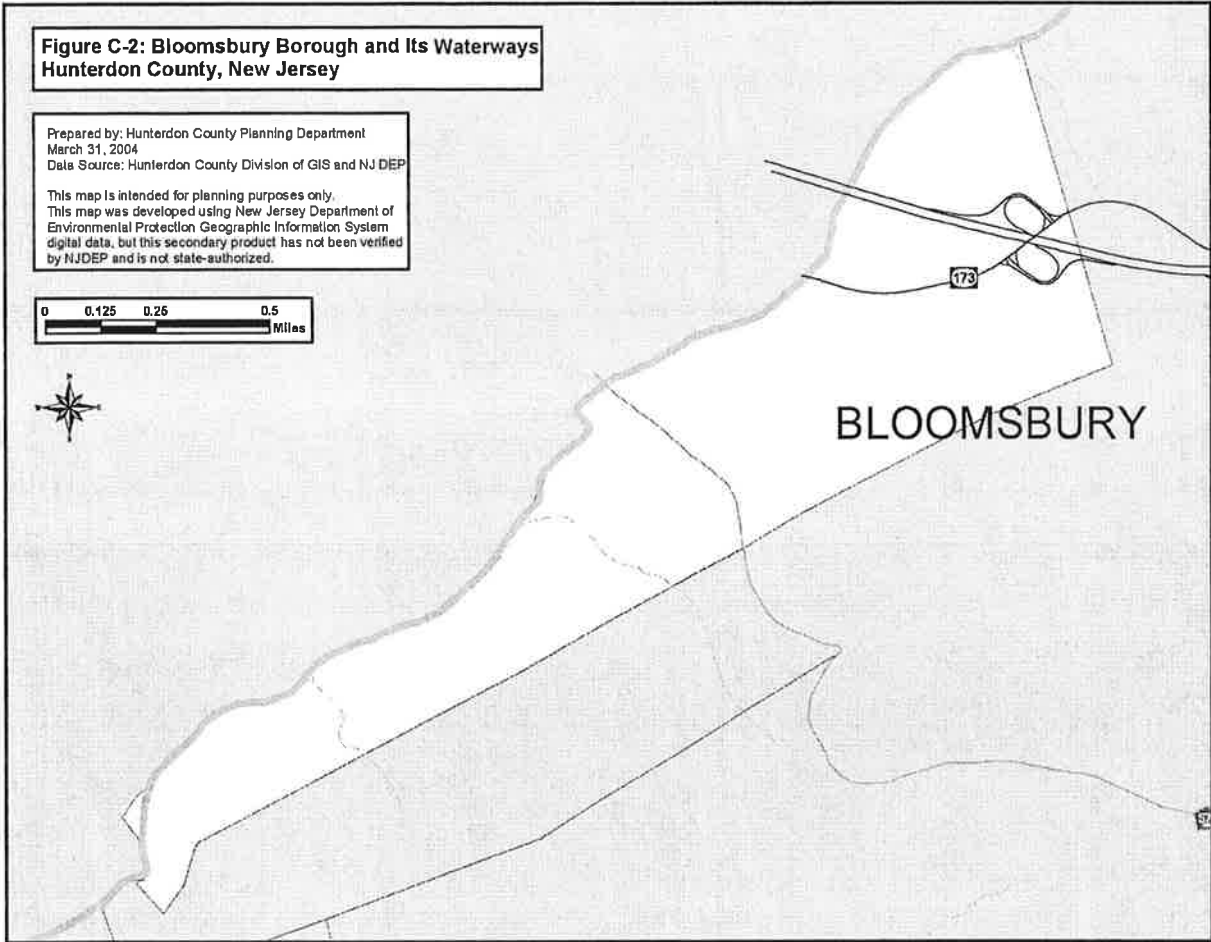 Figure C-2: Bloomsbury Borough and Its Waterways
Hunterdon County, New Jersey
Prepared by: Hunterdon County Planning Department
March 31, 2004
Data Source: Hunterdon County Division of GIS and NJ DEP
This map is intended for planning purposes only.
This map was developed using New Jersey Department of
Environmental Protection Geographic Information System
digital data, but this secondary product has not been verified
by NJDEP and is not state-authorized.
0 0.125 0.25 0.5
Miles
173
BLOOMSBURY